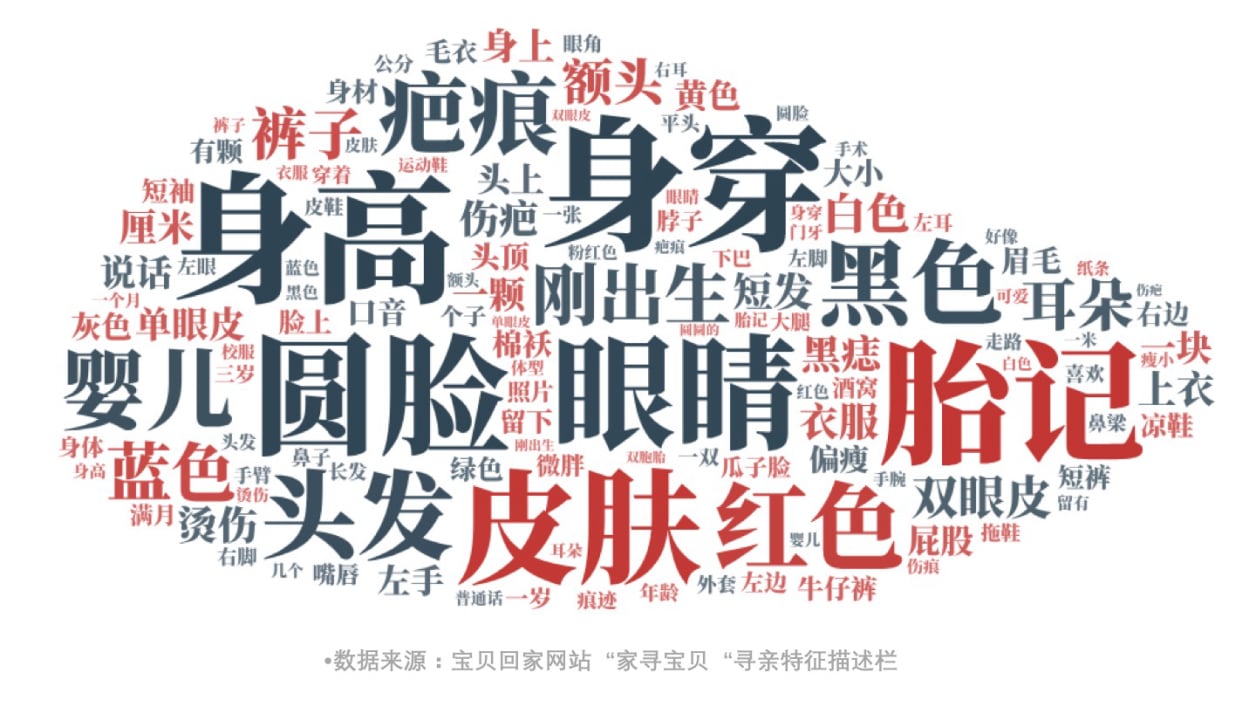 公分 毛衣 身上 眼角
身材 疤痕 额头 右耳 黄色
裤子 裤子 皮肤 双眼皮 平头 圆脸
有颗 衣服 穿着 运动鞋 身穿 手术
短袖 身高 皮鞋 头上 眼睛 大小
厘米 伤疤 一张 脖子 身穿 门牙 白色 左耳
说话 左眼 蓝色 头顶 粉红色 疤痕 下巴 左脚 黑色 好像 眉毛 纸条
一个月 黑色 口音 额头 一颗 刚出生 短发 可爱 耳朵 伤疤
灰色 单眼皮 脸上 个子 单眼皮 圆圆的 胎记 大腿 右边
婴儿 校服 三岁 圆脸 棉袄 体型 眼睛 黑痣 走路 一米 白色 瘦小 一块
照片 红色 酒窝 胎记 喜欢 上衣
留下 衣服 鼻梁 凉鞋
身体 头发 刚出生
身高 蓝色 手臂 鼻子 长发 绿色 微胖 双胞胎 一双 瓜子脸 偏瘦 手腕 短裤
满月 烫伤 烫伤 头发 皮肤 红色 双眼皮 留有
右脚 耳朵 婴儿 屁股 拖鞋
几个 嘴唇 左手 外套 左边 牛仔裤 伤痕
普通话 一岁 痕迹 年龄
•数据来源：宝贝回家网站 “家寻宝贝 “寻亲特征描述栏